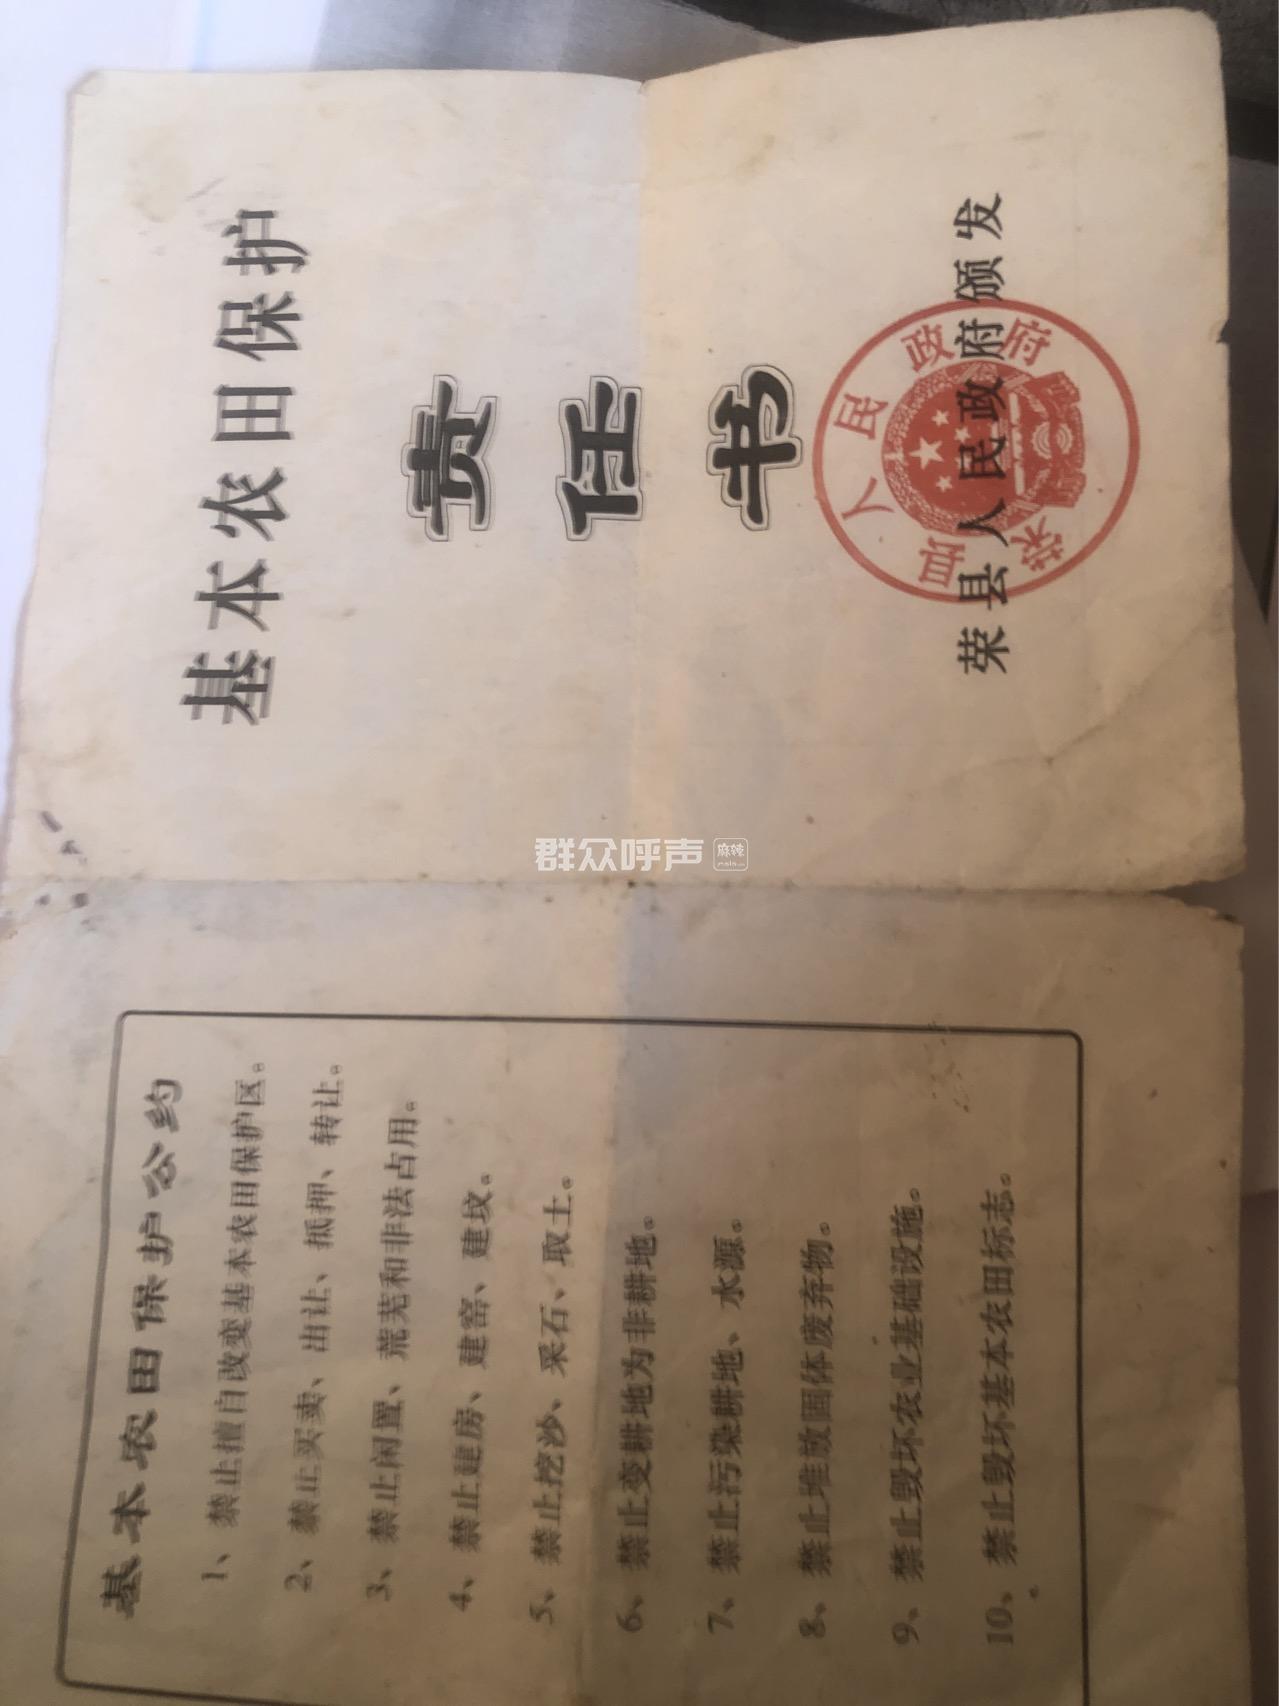 基本农田保护
责任书
荣县人民政府颁发
荣县人民政府
群众呼声 麻辣
基本农田保护公约
1、禁止擅自改变基本农田保护区。
2、禁止买卖、出让、抵押、转让。
3、禁止闲置、荒芜和非法占用。
4、禁止建房、建窑、建坟。
5、禁止挖沙、采石、取土。
6、禁止变耕地为非耕地。
7、禁止污染耕地、水源。
8、禁止堆放固体废弃物。
9、禁止毁坏农业基础设施。
10、禁止毁坏基本农田标志。